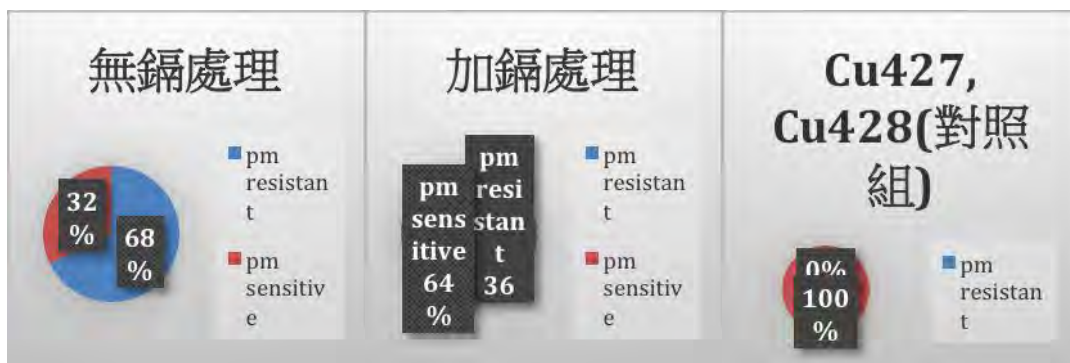 無鎘處理
32
%
68
%
pm
resistan
t
pm
sensitiv
e
加鎘處理
pm
sens
itive
64
%
pm
resi
stan
t
36
pm
resistan
t
pm
sensitiv
e
Cu427,
Cu428(對照
組)
0%
100
%
pm
resistan
t